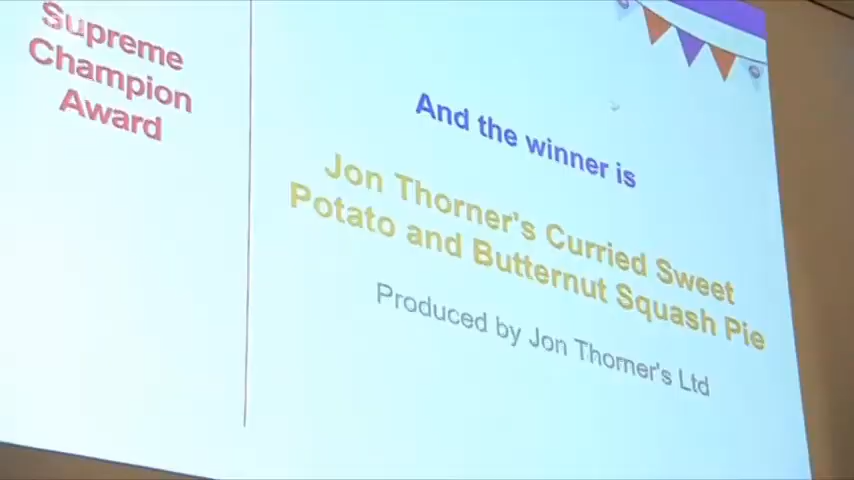 Supreme
Champion
Award
And the winner is
Jon Thorner's Curried Sweet
Potato and Butternut Squash Pie
Produced by Jon Thorner's Ltd